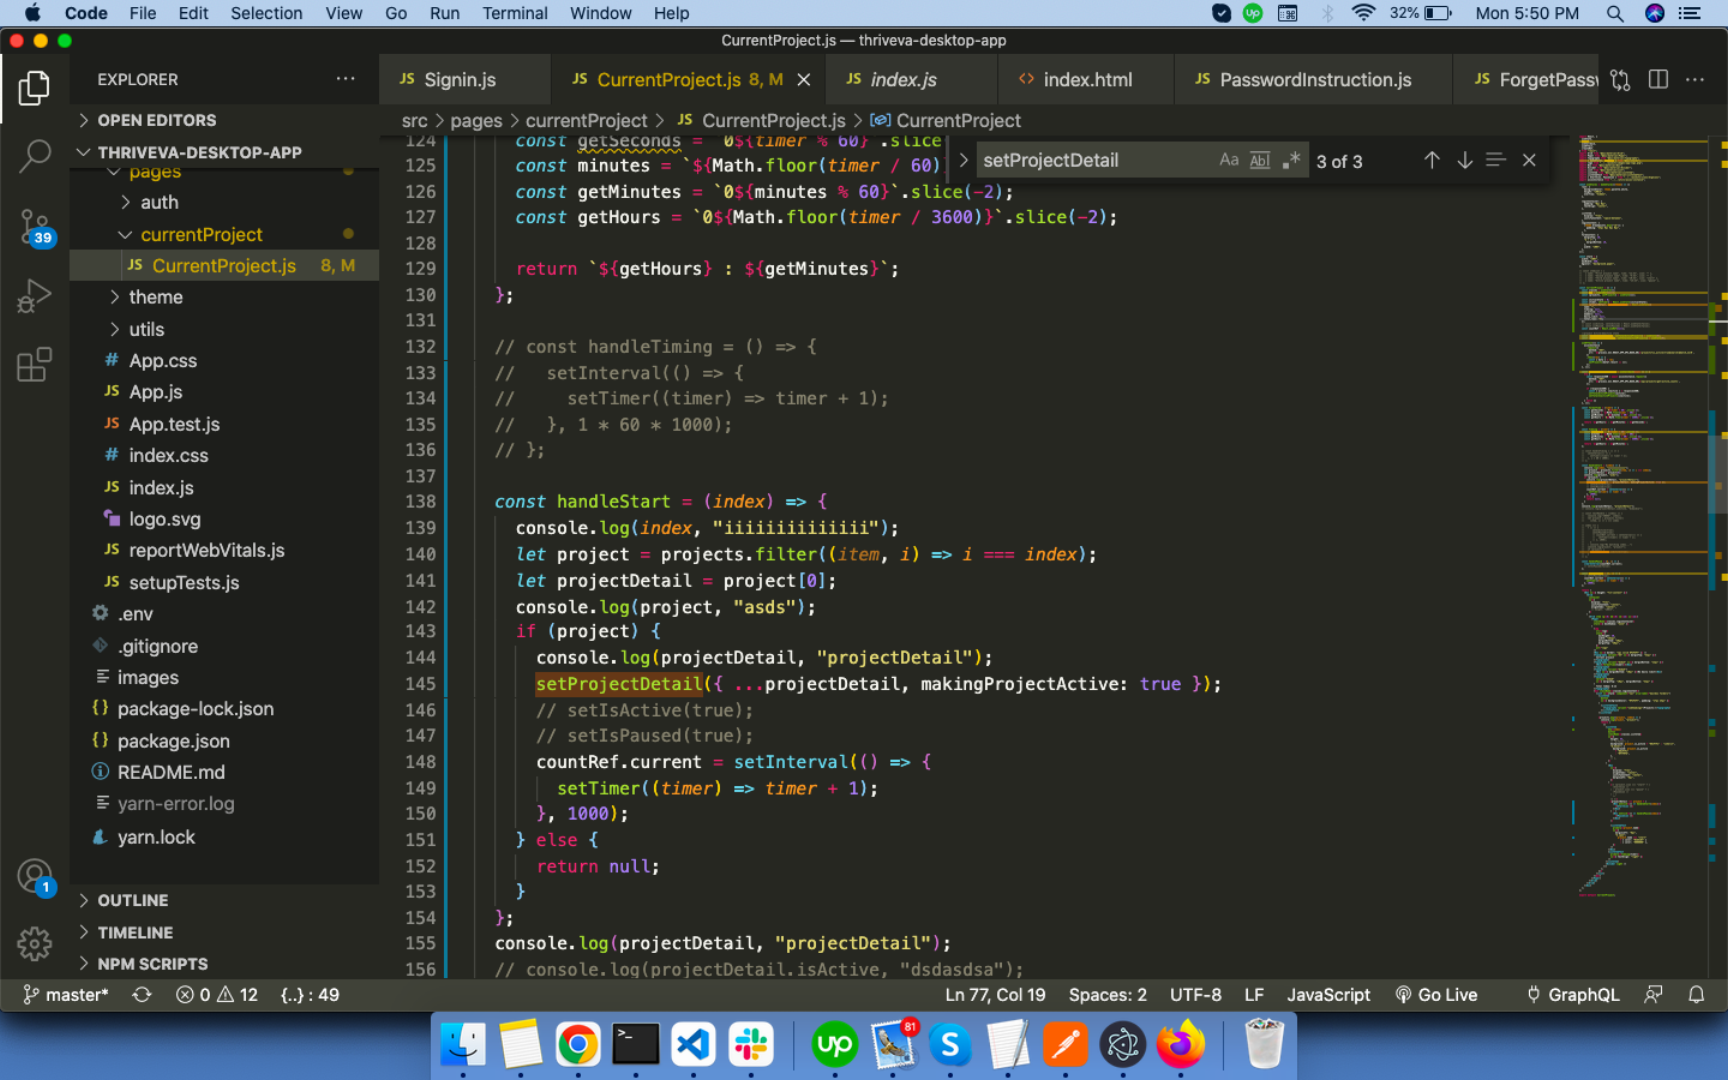 Code File Edit Selection View Go Run Terminal Window Help 32% Mon 5:50 PM
CurrentProject.js — thriveva-desktop-app
EXPLORER
Signin.js
CurrentProject.js 8, M
index.js
index.html
PasswordInstruction.js
ForgetPassw
OPEN EDITORS
THRIVEVA-DESKTOP-APP
pages
auth
currentProject
CurrentProject.js 8, M
theme
utils
App.css
App.js
App.test.js
index.css
index.js
logo.svg
reportWebVitals.js
setupTests.js
.env
.gitignore
images
package-lock.json
package.json
README.md
yarn-error.log
yarn.lock
OUTLINE
TIMELINE
NPM SCRIPTS
39
1
src > pages > currentProject > JS CurrentProject.js > CurrentProject
setProjectDetail Aa Abl .* 3 of 3
124 const getSeconds = `0${timer % 60}`.slice
125 const minutes = `${Math.floor(timer / 60)
126 const getMinutes = `0${minutes % 60}`.slice(-2);
127 const getHours = `0${Math.floor(timer / 3600)}`.slice(-2);
128
129 return `${getHours} : ${getMinutes}`;
130 };
131
132 // const handleTiming = () => {
133 //   setInterval(() => {
134 //     setTimer((timer) => timer + 1);
135 //   }, 1 * 60 * 1000);
136 // };
137
138 const handleStart = (index) => {
139 console.log(index, "iiiiiiiiiiiiii");
140 let project = projects.filter((item, i) => i === index);
141 let projectDetail = project[0];
142 console.log(project, "asds");
143 if (project) {
144 console.log(projectDetail, "projectDetail");
145 setProjectDetail({ ...projectDetail, makingProjectActive: true });
146 // setIsActive(true);
147 // setIsPaused(true);
148 countRef.current = setInterval(() => {
149 setTimer((timer) => timer + 1);
150 }, 1000);
151 } else {
152 return null;
153 }
154 };
155 console.log(projectDetail, "projectDetail");
156 // console.log(projectDetail.isActive, "dsdasdsa");
master* 0 12 {..} : 49 Ln 77, Col 19 Spaces: 2 UTF-8 LF JavaScript Go Live GraphQL
81